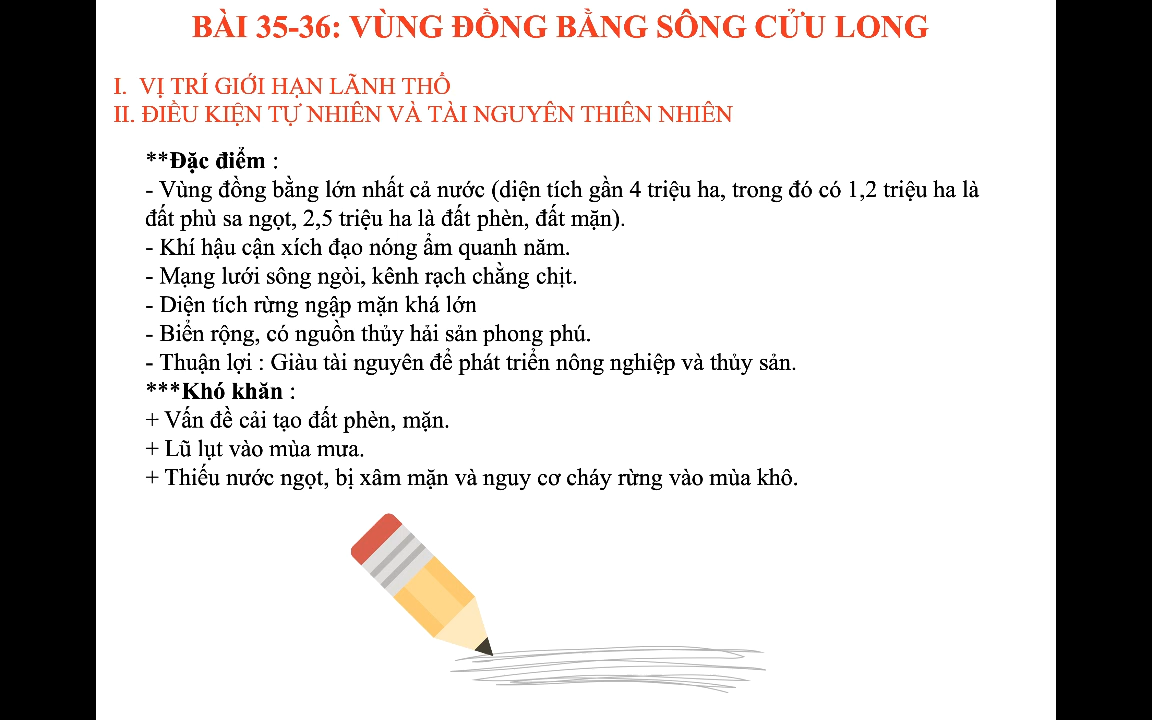 BÀI 35-36: VÙNG ĐỒNG BẰNG SÔNG CỬU LONG
I. VỊ TRÍ GIỚI HẠN LÃNH THỔ
II. ĐIỀU KIỆN TỰ NHIÊN VÀ TÀI NGUYÊN THIÊN NHIÊN
**Đặc điểm :
- Vùng đồng bằng lớn nhất cả nước (diện tích gần 4 triệu ha, trong đó có 1,2 triệu ha là
đất phù sa ngọt, 2,5 triệu ha là đất phèn, đất mặn).
- Khí hậu cận xích đạo nóng ẩm quanh năm.
- Mạng lưới sông ngòi, kênh rạch chằng chịt.
- Diện tích rừng ngập mặn khá lớn
- Biển rộng, có nguồn thủy hải sản phong phú.
- Thuận lợi : Giàu tài nguyên để phát triển nông nghiệp và thủy sản.
***Khó khăn :
+ Vấn đề cải tạo đất phèn, mặn.
+ Lũ lụt vào mùa mưa.
+ Thiếu nước ngọt, bị xâm mặn và nguy cơ cháy rừng vào mùa khô.